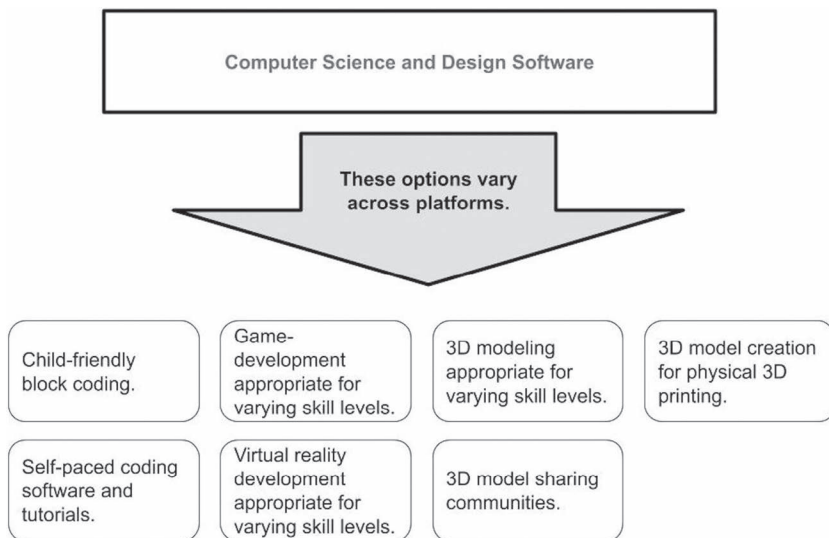 Computer Science and Design Software
These options vary
across platforms.
Child-friendly
block coding.
Game-
development
appropriate for
varying skill levels.
3D modeling
appropriate for
varying skill levels.
3D model creation
for physical 3D
printing.
Self-paced coding
software and
tutorials.
Virtual reality
development
appropriate for
varying skill levels.
3D model sharing
communities.